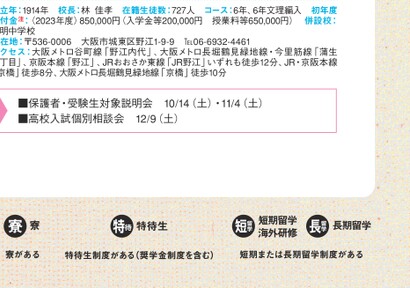 立年:1914年 校長:林 佳孝 在籍生徒数:727人 コース:6年、6年文理編入 初年度
付金注:(2023年度)850,000円(入学金等200,000円 授業料等650,000円) 併設校:
明中学校
在地:〒536-0006 大阪市城東区野江1-9-9 ℡06-6932-4461
クセス:大阪メトロ谷町線「野江内代」、大阪メトロ長堀鶴見緑地線・今里筋線「蒲生
丁目」、京阪本線「野江」、JRおおさか東線「JR野江」いずれも徒歩12分、JR・京阪本線
京橋」徒歩8分、大阪メトロ長堀鶴見緑地線「京橋」徒歩10分
■保護者・受験生対象説明会 10/14(土)・11/4(土)
■高校入試個別相談会 12/9(土)
寮 寮
特待 特待生
短留学 短期留学
海外研修
長留学 長期留学
寮がある
特待生制度がある(奨学金制度を含む)
短期または長期留学制度がある